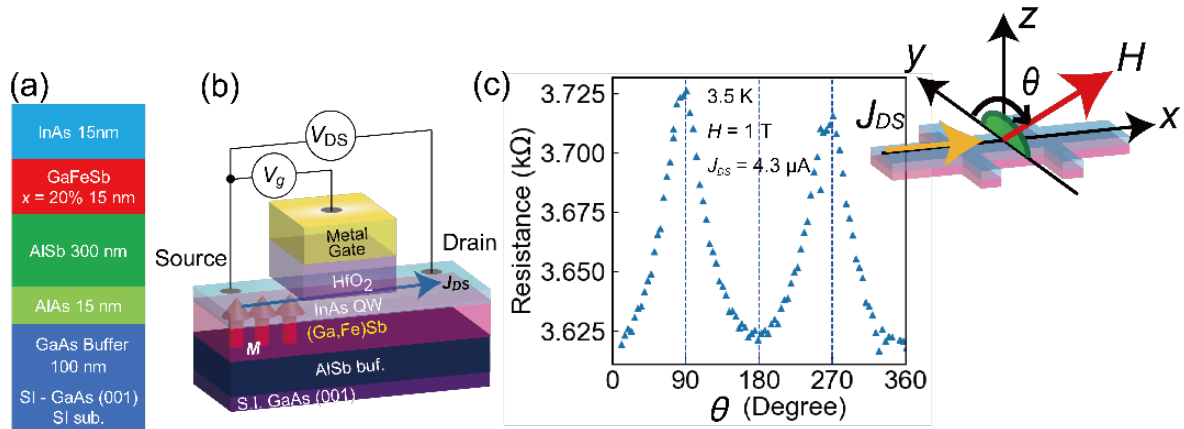 (a)
InAs 15nm
GaFeSb
x = 20% 15 nm
AlSb 300 nm
AlAs 15 nm
GaAs Buffer
100 nm
SI - GaAs (001)
SI sub.
(b)
V_DS
V_g
Metal
Gate
Source
Drain
HfO₂
J_DS
InAs QW
(Ga,Fe)Sb
M
AlSb buf.
S.I. GaAs (001)
(c)
Resistance (kΩ)
3.725
3.700
3.675
3.650
3.625
3.5 K
H = 1 T
J_DS = 4.3 μA
0 90 180 270 360
θ (Degree)
z
y
θ
H
J_DS
x